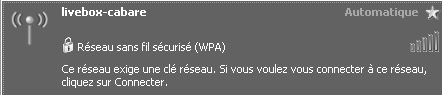 livebox-cabare
Automatique
Réseau sans fil sécurisé (WPA)
Ce réseau exige une clé réseau. Si vous voulez vous connecter à ce réseau,
cliquez sur Connecter.